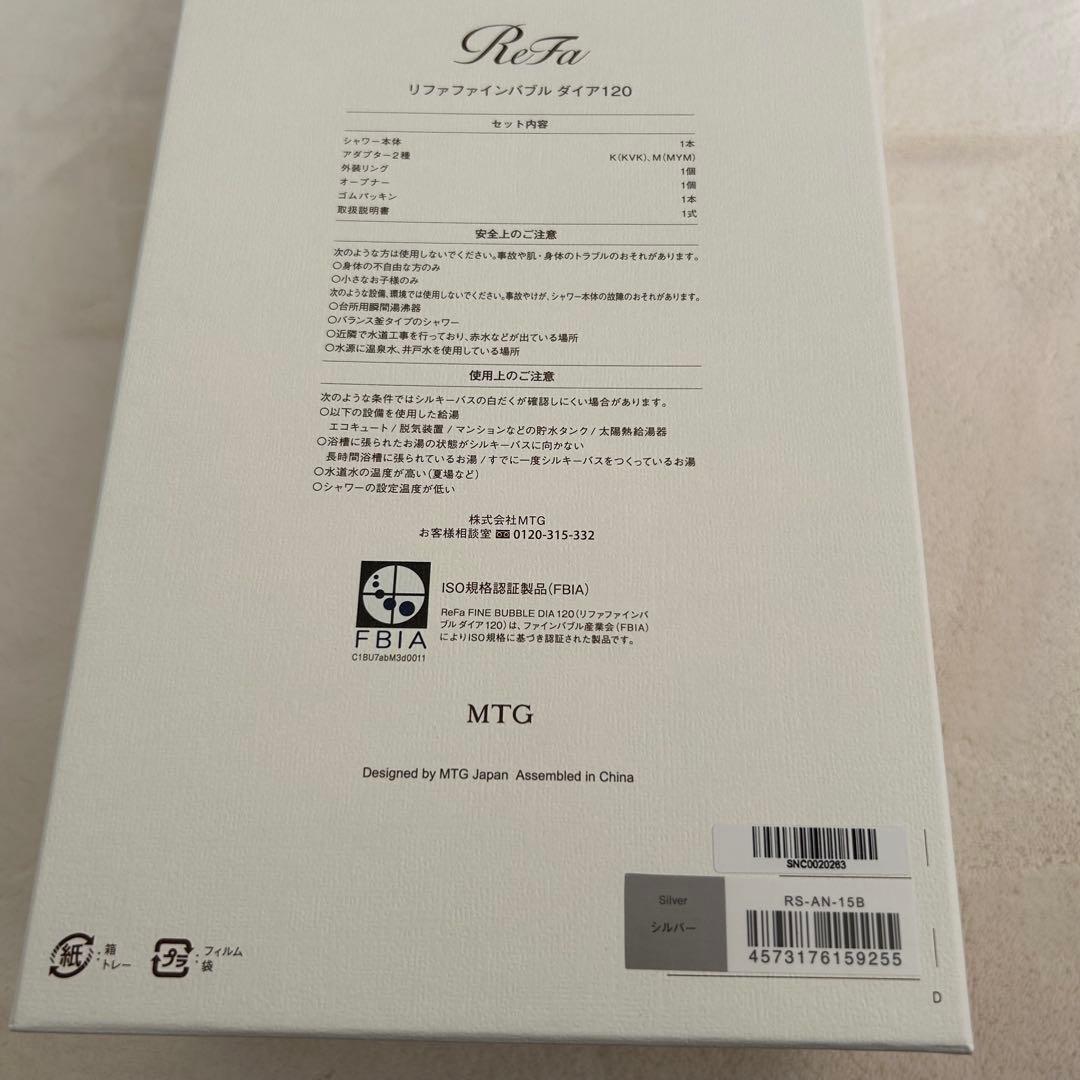 ReFa
リファファインバブル ダイア120
セット内容
シャワー本体 1本
アダプター2種 K(KVK)、M(MYM)
外装リング 1個
オープナー 1個
ゴムパッキン 1本
取扱説明書 1式
安全上のご注意
次のような方は使用しないでください。事故や肌・身体のトラブルのおそれがあります。
○身体の不自由な方のみ
○小さなお子様のみ
次のような設備、環境では使用しないでください。事故やけが、シャワー本体の故障のおそれがあります。
○台所用瞬間湯沸器
○バランス釜タイプのシャワー
○近隣で水道工事を行っており、赤水などが出ている場所
○水源に温泉水、井戸水を使用している場所
使用上のご注意
次のような条件ではシルキーバスの白だくが確認しにくい場合があります。
○以下の設備を使用した給湯
エコキュート/脱気装置/マンションなどの貯水タンク/太陽熱給湯器
○浴槽に張られたお湯の状態がシルキーバスに向かない
長時間浴槽に張られているお湯/すでに一度シルキーバスをつくっているお湯
○水道水の温度が高い(夏場など)
○シャワーの設定温度が低い
株式会社MTG
お客様相談室 0120-315-332
FBIA
C1BU7abM3d0011
ISO規格認証製品(FBIA)
ReFa FINE BUBBLE DIA120(リファファインバ
ブルダイア120)は、ファインバブル産業会(FBIA)
によりISO規格に基づき認証された製品です。
MTG
Designed by MTG Japan Assembled in China
SNC0020263
Silver
シルバー
RS-AN-15B
4573176159255
紙:箱
トレー
プラ:フィルム
袋
D